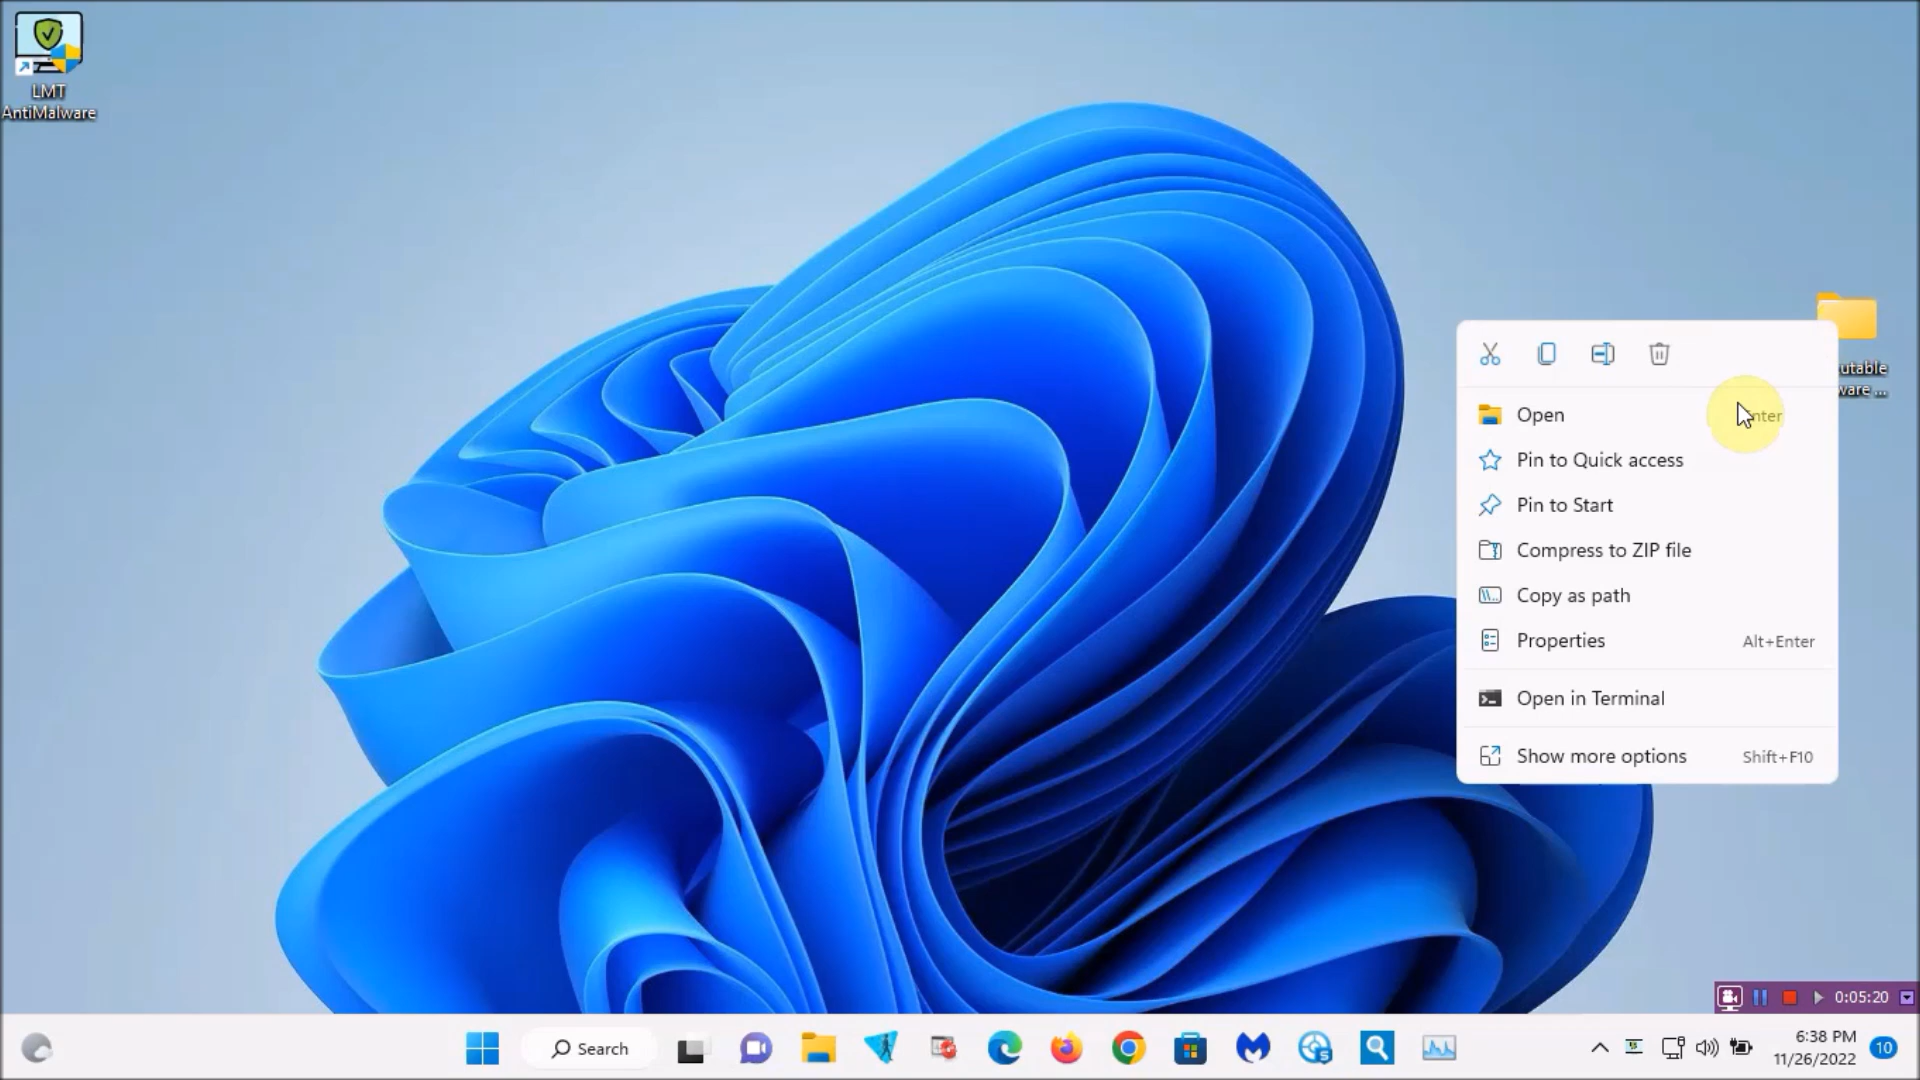 LMT
AntiMalware
utable
ware ...
Open Enter
Pin to Quick access
Pin to Start
Compress to ZIP file
Copy as path
Properties Alt+Enter
Open in Terminal
Show more options Shift+F10
0:05:20
Search
6:38 PM
11/26/2022
10